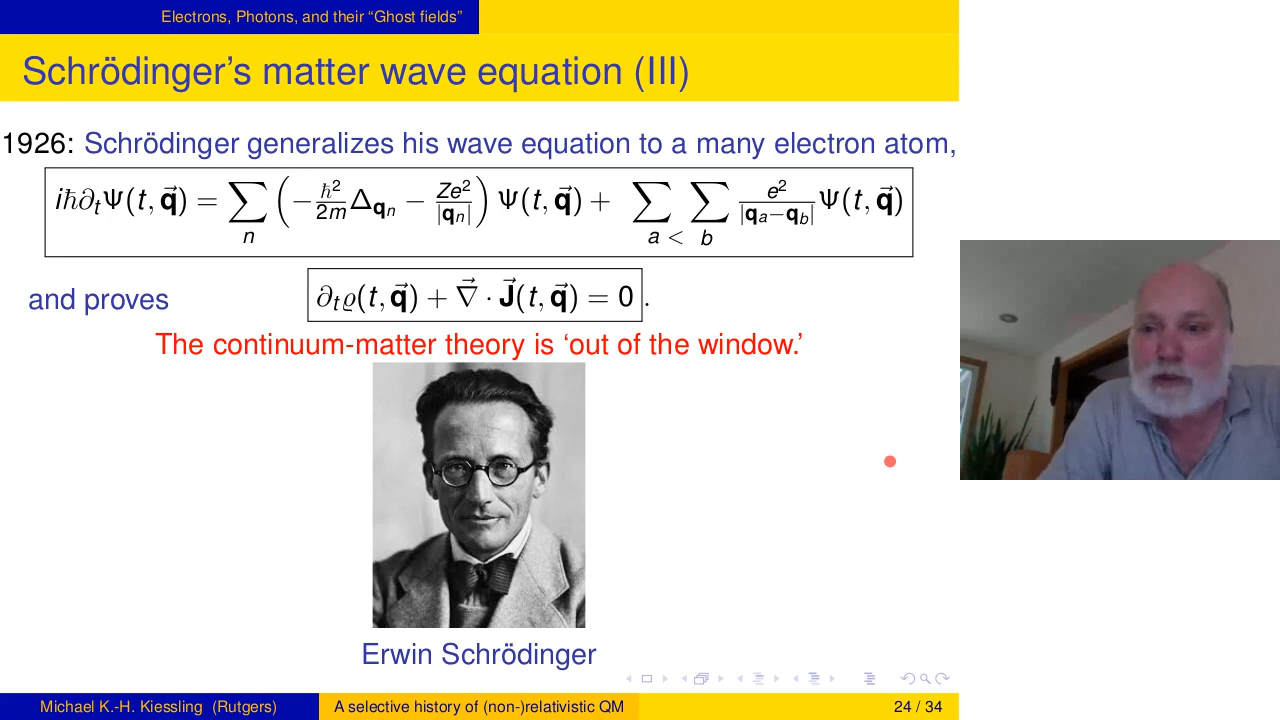 Electrons, Photons, and their “Ghost fields”
Schrödinger’s matter wave equation (III)
1926: Schrödinger generalizes his wave equation to a many electron atom,
iℏ∂ₜΨ(t, q⃗) = ∑ₙ (−ℏ²/2m Δ_qₙ − Ze²/|qₙ|) Ψ(t, q⃗) + ∑ ∑_{a < b} e²/|qₐ−q_b| Ψ(t, q⃗)
and proves ∂ₜϱ(t, q⃗) + ∇⃗ · J⃗(t, q⃗) = 0 .
The continuum-matter theory is ‘out of the window.’
Erwin Schrödinger
Michael K.-H. Kiessling (Rutgers) A selective history of (non-)relativistic QM 24 / 34